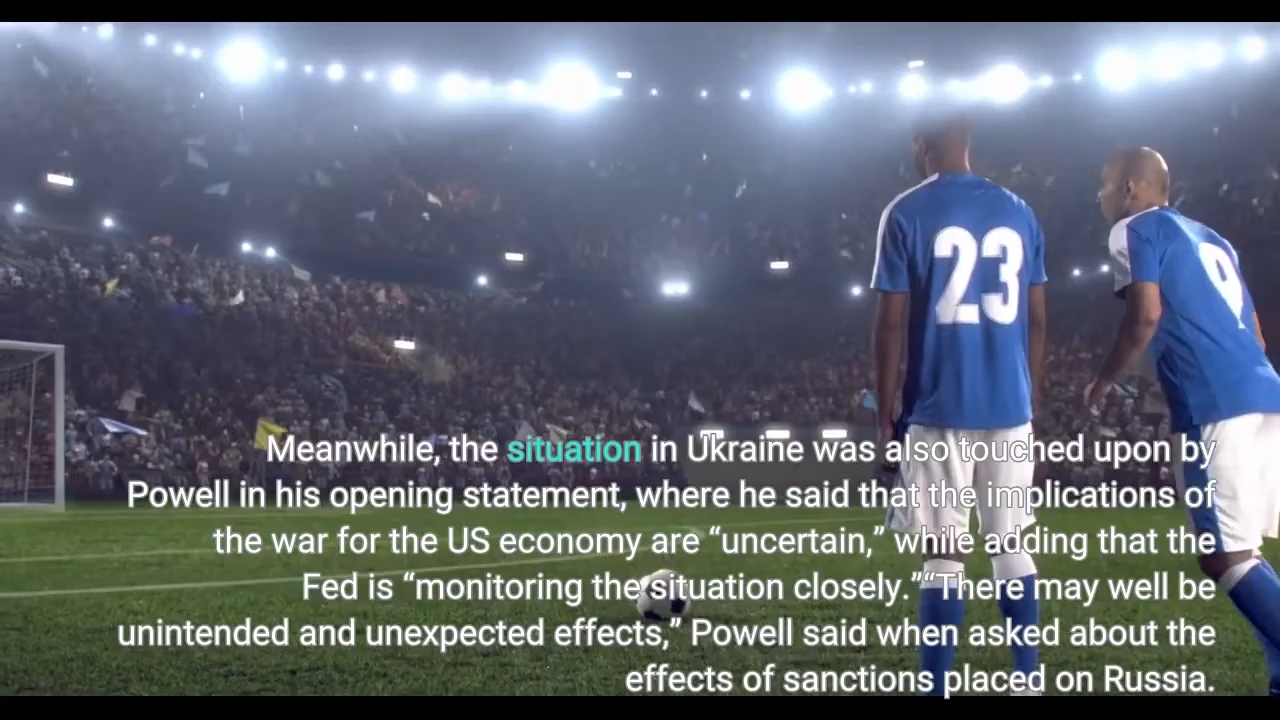 23
9
Meanwhile, the situation in Ukraine was also touched upon by
Powell in his opening statement, where he said that the implications of
the war for the US economy are “uncertain,” while adding that the
Fed is “monitoring the situation closely.”“There may well be
unintended and unexpected effects,” Powell said when asked about the
effects of sanctions placed on Russia.